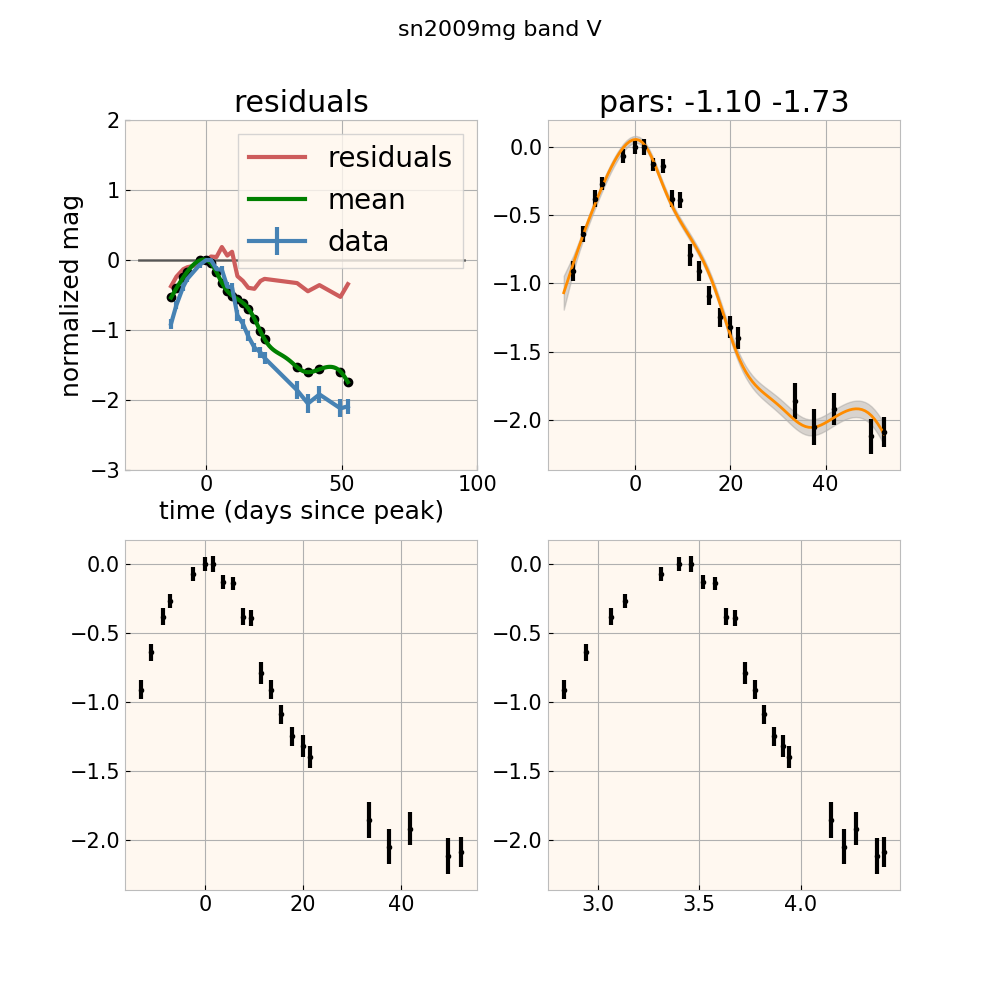 sn2009mg band V
residuals
pars: -1.10 -1.73
normalized mag
2
1
0
−1
−2
−3
residuals
mean
data
0 50 100
time (days since peak)
0.0
−0.5
−1.0
−1.5
−2.0
0 20 40
0.0
−0.5
−1.0
−1.5
−2.0
0 20 40
0.0
−0.5
−1.0
−1.5
−2.0
3.0 3.5 4.0